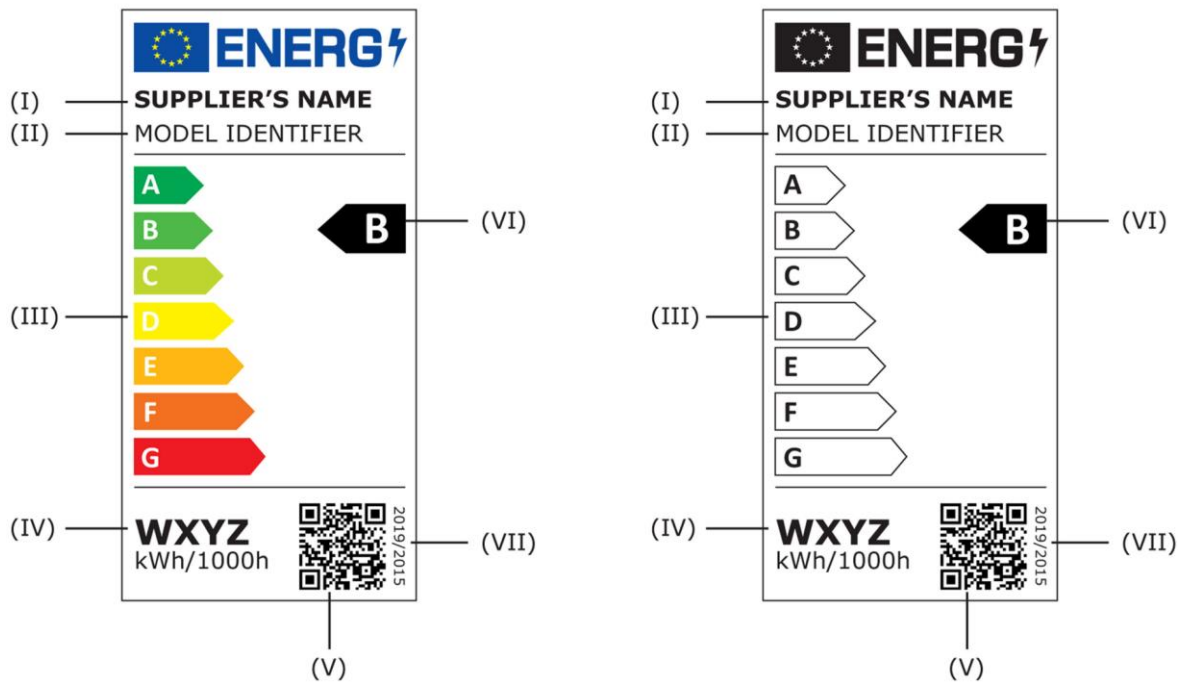 ENERG
(I) SUPPLIER'S NAME
(II) MODEL IDENTIFIER
A
B
B (VI)
C
(III) D
E
F
G
(IV) WXYZ
kWh/1000h
2019/2015 (VII)
(V)
ENERG
(I) SUPPLIER'S NAME
(II) MODEL IDENTIFIER
A
B
B (VI)
C
(III) D
E
F
G
(IV) WXYZ
kWh/1000h
2019/2015 (VII)
(V)